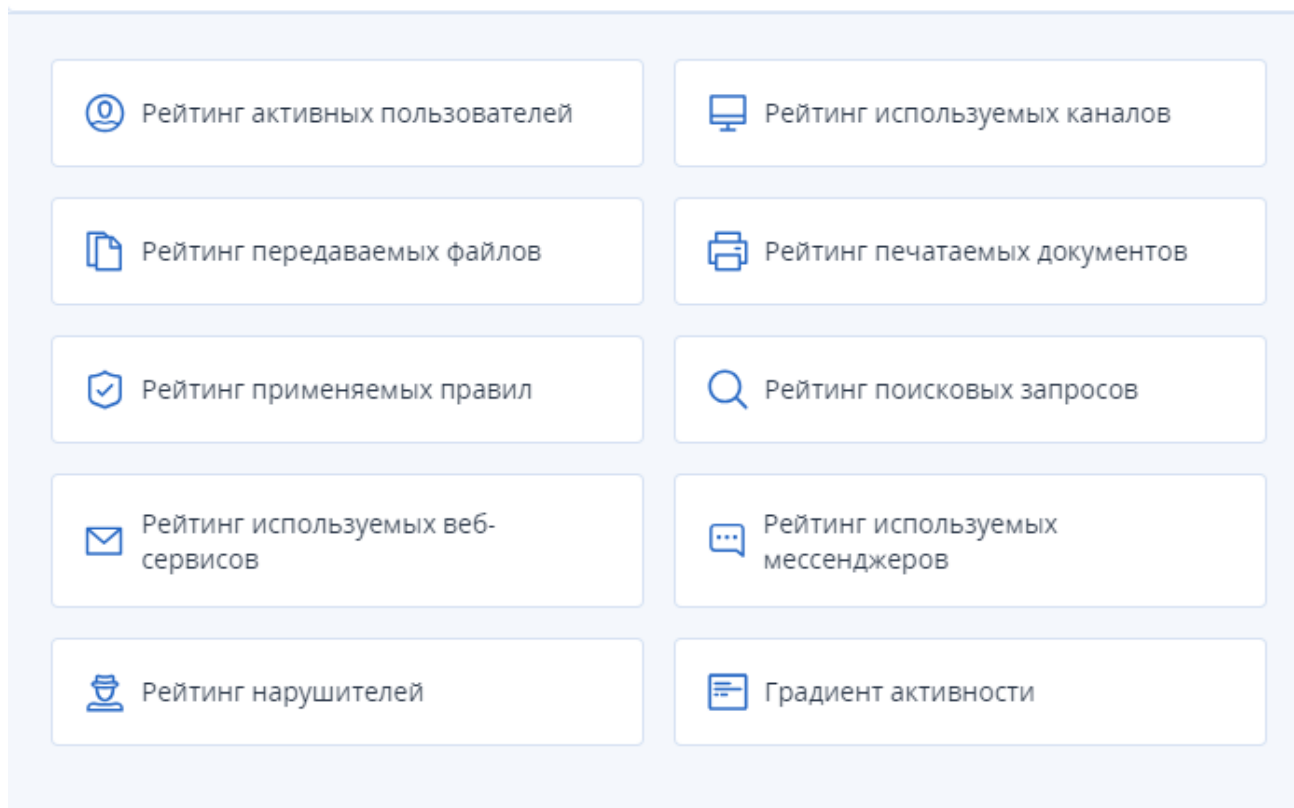 Рейтинг активных пользователей
Рейтинг используемых каналов
Рейтинг передаваемых файлов
Рейтинг печатаемых документов
Рейтинг применяемых правил
Рейтинг поисковых запросов
Рейтинг используемых веб-
сервисов
Рейтинг используемых
мессенджеров
Рейтинг нарушителей
Градиент активности